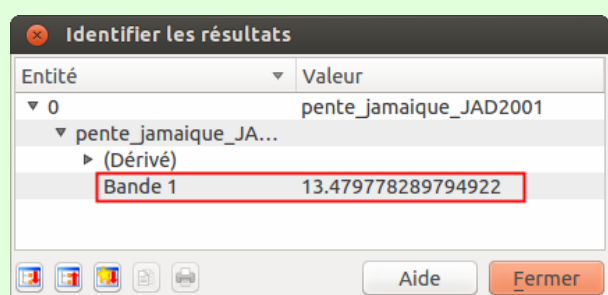 Identifier les résultats
Entité Valeur
0 pente_jamaique_JAD2001
pente_jamaique_JA...
(Dérivé)
Bande 1 13.479778289794922
Aide Fermer